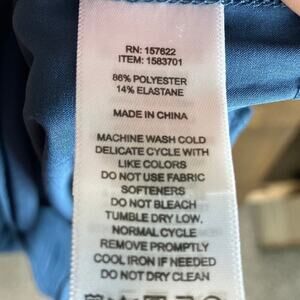 RN: 157622
ITEM: 1583701
86% POLYESTER
14% ELASTANE
MADE IN CHINA
MACHINE WASH COLD
DELICATE CYCLE WITH
LIKE COLORS
DO NOT USE FABRIC
SOFTENERS
DO NOT BLEACH
TUMBLE DRY LOW.
NORMAL CYCLE
REMOVE PROMPTLY
COOL IRON IF NEEDED
DO NOT DRY CLEAN